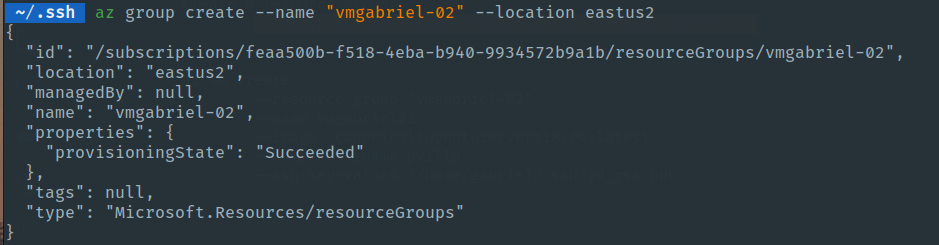 ~/.ssh az group create --name "vmgabriel-02" --location eastus2
{
  "id": "/subscriptions/feaa500b-f518-4eba-b940-9934572b9a1b/resourceGroups/vmgabriel-02",
  "location": "eastus2",
  "managedBy": null,
  "name": "vmgabriel-02",
  "properties": {
    "provisioningState": "Succeeded"
  },
  "tags": null,
  "type": "Microsoft.Resources/resourceGroups"
}